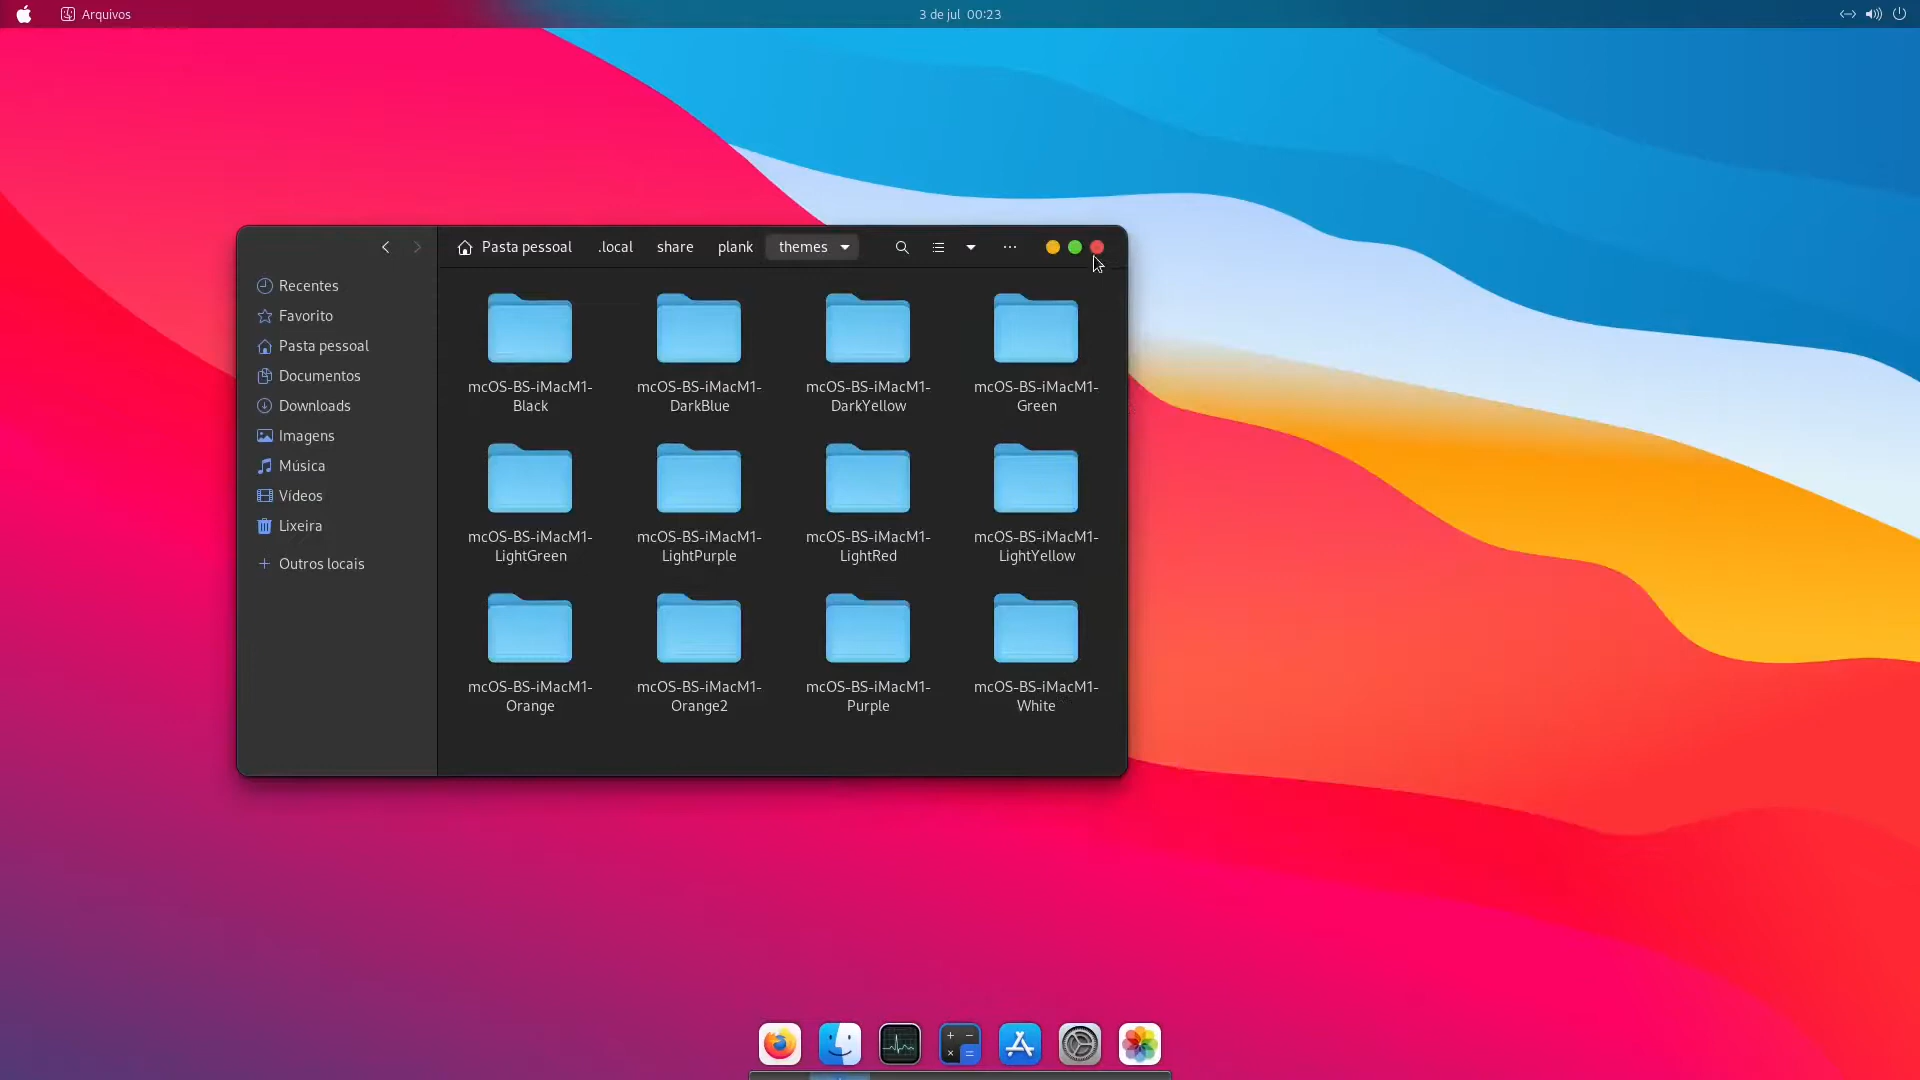 Arquivos
3 de jul 00:23
Pasta pessoal .local share plank themes
Recentes
Favorito
Pasta pessoal
Documentos
Downloads
Imagens
Música
Vídeos
Lixeira
Outros locais
mcOS-BS-iMacM1-
Black
mcOS-BS-iMacM1-
DarkBlue
mcOS-BS-iMacM1-
DarkYellow
mcOS-BS-iMacM1-
Green
mcOS-BS-iMacM1-
LightGreen
mcOS-BS-iMacM1-
LightPurple
mcOS-BS-iMacM1-
LightRed
mcOS-BS-iMacM1-
LightYellow
mcOS-BS-iMacM1-
Orange
mcOS-BS-iMacM1-
Orange2
mcOS-BS-iMacM1-
Purple
mcOS-BS-iMacM1-
White